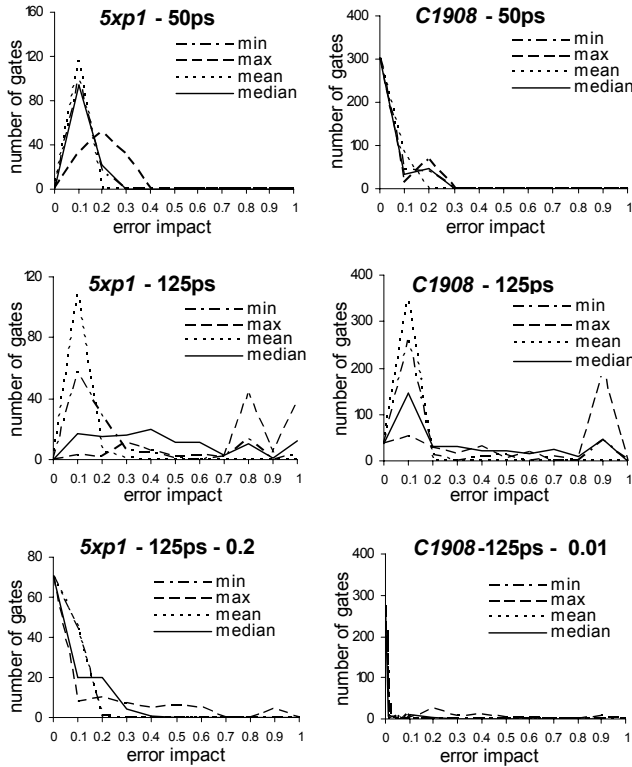 5xp1 - 50ps
160
120
80
40
0
number of gates
min
max
mean
median
0 0.1 0.2 0.3 0.4 0.5 0.6 0.7 0.8 0.9 1
error impact
C1908 - 50ps
400
300
200
100
0
number of gates
min
max
mean
median
0 0.1 0.2 0.3 0.4 0.5 0.6 0.7 0.8 0.9 1
error impact
5xp1 - 125ps
120
80
40
0
number of gates
min
max
mean
median
0 0.1 0.2 0.3 0.4 0.5 0.6 0.7 0.8 0.9 1
error impact
C1908 - 125ps
400
300
200
100
0
number of gates
min
max
mean
median
0 0.1 0.2 0.3 0.4 0.5 0.6 0.7 0.8 0.9 1
error impact
5xp1 - 125ps - 0.2
80
60
40
20
0
number of gates
min
max
mean
median
0 0.1 0.2 0.3 0.4 0.5 0.6 0.7 0.8 0.9 1
error impact
C1908-125ps - 0.01
400
300
200
100
0
number of gates
min
max
mean
median
0 0.1 0.2 0.3 0.4 0.5 0.6 0.7 0.8 0.9 1
error impact